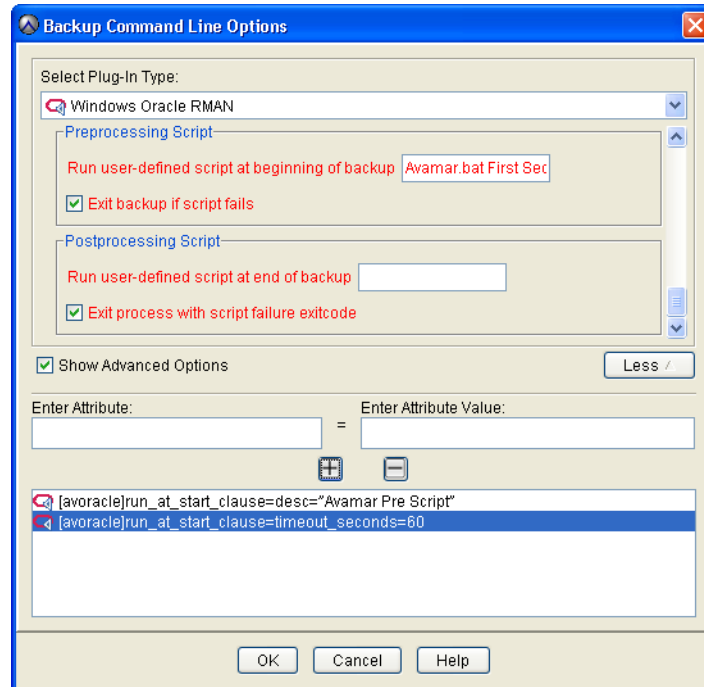 Backup Command Line Options
Select Plug-In Type:
Windows Oracle RMAN
Preprocessing Script
Run user-defined script at beginning of backup Avamar.bat First Sec
Exit backup if script fails
Postprocessing Script
Run user-defined script at end of backup
Exit process with script failure exitcode
Show Advanced Options Less
Enter Attribute: Enter Attribute Value:
=
[avoracle]run_at_start_clause=desc="Avamar Pre Script"
[avoracle]run_at_start_clause=timeout_seconds=60
OK Cancel Help